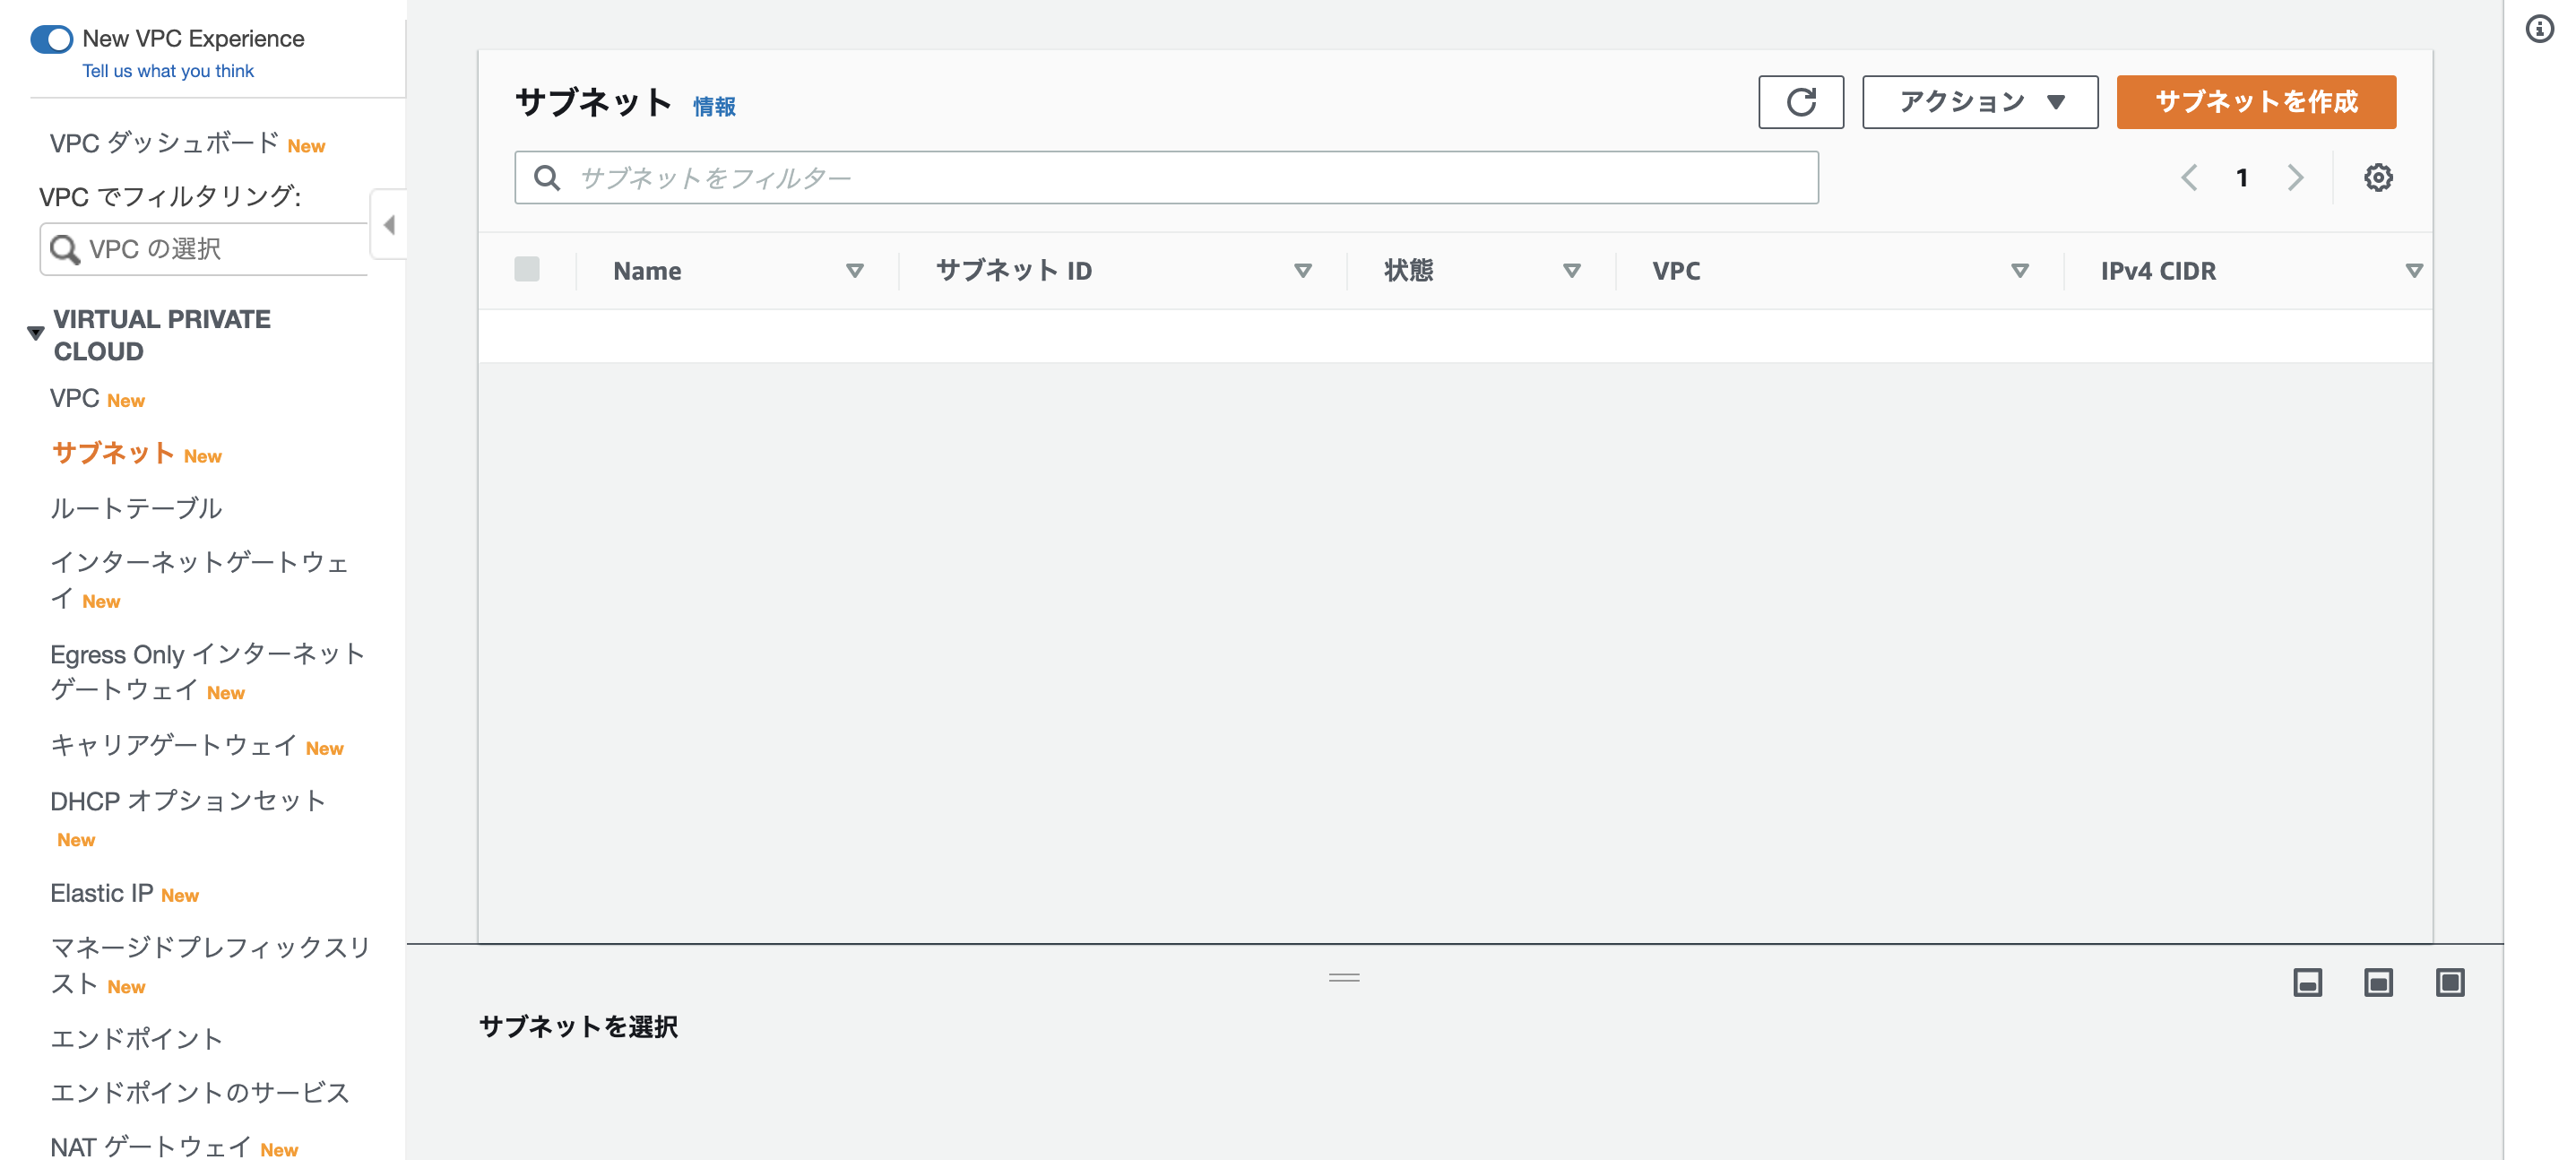 New VPC Experience
Tell us what you think
VPC ダッシュボード New
VPC でフィルタリング:
VPC の選択
VIRTUAL PRIVATE
CLOUD
VPC New
サブネット New
ルートテーブル
インターネットゲートウェ
イ New
Egress Only インターネット
ゲートウェイ New
キャリアゲートウェイ New
DHCP オプションセット
New
Elastic IP New
マネージドプレフィックスリ
スト New
エンドポイント
エンドポイントのサービス
NAT ゲートウェイ New
サブネット 情報
アクション
サブネットを作成
サブネットをフィルター
1
Name サブネット ID 状態 VPC IPv4 CIDR
サブネットを選択